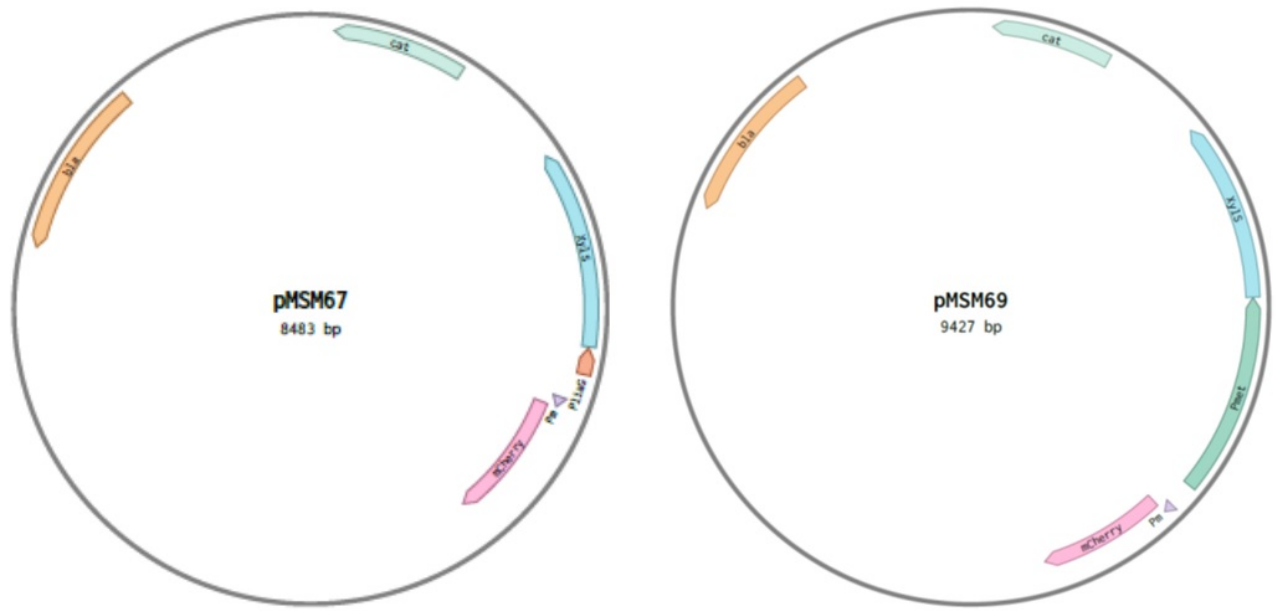 cat
bla
XylS
pMSM67
8483 bp
PliaG
Pm
mCherry
cat
bla
XylS
pMSM69
9427 bp
Pmet
Pm
mCherry